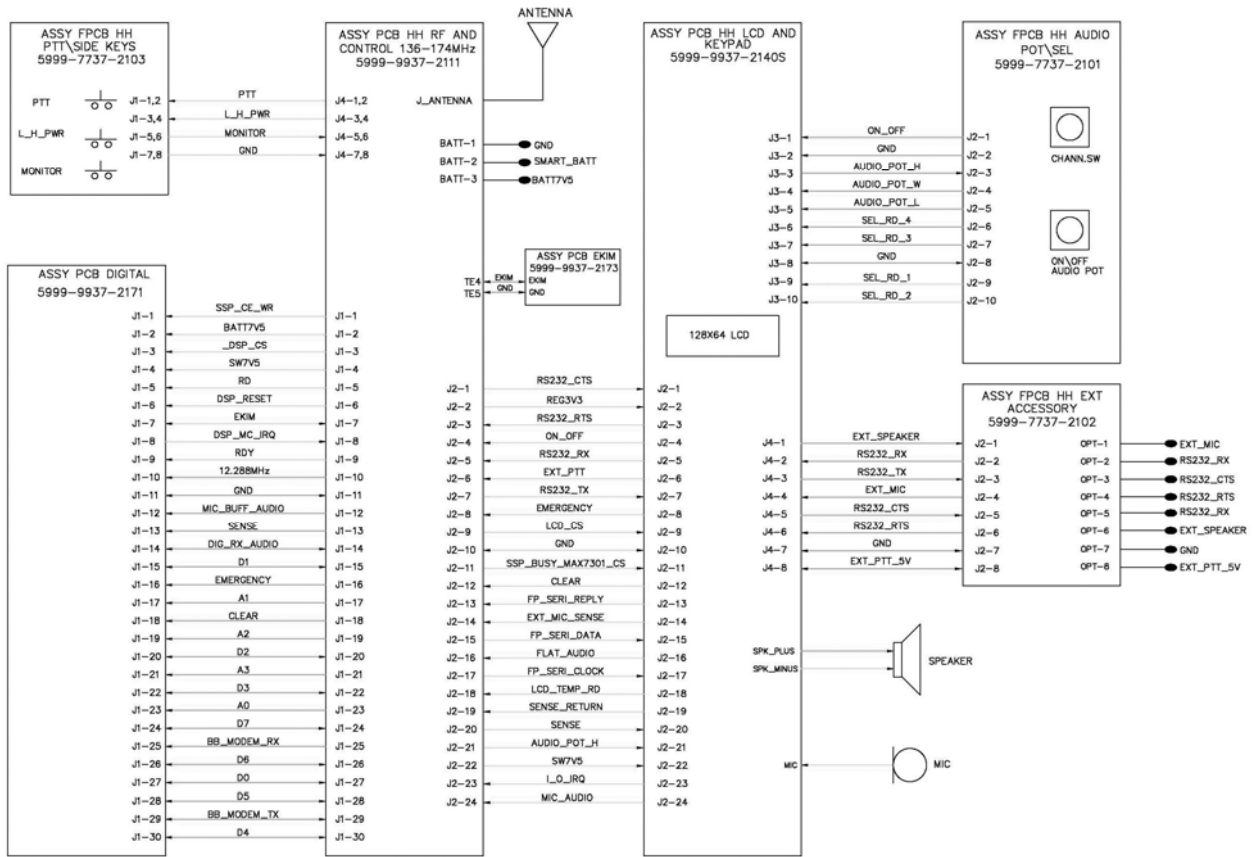 ANTENNA
ASSY FPCB HH
PTT\SIDE KEYS
5999-7737-2103
PTT
L_H_PWR
MONITOR
J1-1,2
J1-3,4
J1-5,6
J1-7,8
PTT
L_H_PWR
MONITOR
GND
ASSY PCB HH RF AND
CONTROL 136-174MHz
5999-9937-2111
J4-1,2
J4-3,4
J4-5,6
J4-7,8
J_ANTENNA
BATT-1
BATT-2
BATT-3
GND
SMART_BATT
BATT7V5
ASSY PCB EKIM
5999-9937-2173
TE4 EKIM EKIM
TE5 GND GND
ASSY PCB HH LCD AND
KEYPAD
5999-9937-2140S
128X64 LCD
ASSY FPCB HH AUDIO
POT\SEL
5999-7737-2101
CHANN.SW
ON\OFF
AUDIO POT
J3-1 ON_OFF J2-1
J3-2 GND J2-2
J3-3 AUDIO_POT_H J2-3
J3-4 AUDIO_POT_W J2-4
J3-5 AUDIO_POT_L J2-5
J3-6 SEL_RD_4 J2-6
J3-7 SEL_RD_3 J2-7
J3-8 GND J2-8
J3-9 SEL_RD_1 J2-9
J3-10 SEL_RD_2 J2-10
ASSY PCB DIGITAL
5999-9937-2171
J1-1 SSP_CE_WR J1-1
J1-2 BATT7V5 J1-2
J1-3 _DSP_CS J1-3
J1-4 SW7V5 J1-4
J1-5 RD J1-5
J1-6 DSP_RESET J1-6
J1-7 EKIM J1-7
J1-8 DSP_MC_IRQ J1-8
J1-9 RDY J1-9
J1-10 12.288MHz J1-10
J1-11 GND J1-11
J1-12 MIC_BUFF_AUDIO J1-12
J1-13 SENSE J1-13
J1-14 DIG_RX_AUDIO J1-14
J1-15 D1 J1-15
J1-16 EMERGENCY J1-16
J1-17 A1 J1-17
J1-18 CLEAR J1-18
J1-19 A2 J1-19
J1-20 D2 J1-20
J1-21 A3 J1-21
J1-22 D3 J1-22
J1-23 A0 J1-23
J1-24 D7 J1-24
J1-25 BB_MODEM_RX J1-25
J1-26 D6 J1-26
J1-27 D0 J1-27
J1-28 D5 J1-28
J1-29 BB_MODEM_TX J1-29
J1-30 D4 J1-30
J2-1 RS232_CTS J2-1
J2-2 REG3V3 J2-2
J2-3 RS232_RTS J2-3
J2-4 ON_OFF J2-4
J2-5 RS232_RX J2-5
J2-6 EXT_PTT J2-6
J2-7 RS232_TX J2-7
J2-8 EMERGENCY J2-8
J2-9 LCD_CS J2-9
J2-10 GND J2-10
J2-11 SSP_BUSY_MAX7301_CS J2-11
J2-12 CLEAR J2-12
J2-13 FP_SERI_REPLY J2-13
J2-14 EXT_MIC_SENSE J2-14
J2-15 FP_SERI_DATA J2-15
J2-16 FLAT_AUDIO J2-16
J2-17 FP_SERI_CLOCK J2-17
J2-18 LCD_TEMP_RD J2-18
J2-19 SENSE_RETURN J2-19
J2-20 SENSE J2-20
J2-21 AUDIO_POT_H J2-21
J2-22 SW7V5 J2-22
J2-23 I_O_IRQ J2-23
J2-24 MIC_AUDIO J2-24
ASSY FPCB HH EXT
ACCESSORY
5999-7737-2102
J4-1 EXT_SPEAKER J2-1 OPT-1 EXT_MIC
J4-2 RS232_RX J2-2 OPT-2 RS232_RX
J4-3 RS232_TX J2-3 OPT-3 RS232_CTS
J4-4 EXT_MIC J2-4 OPT-4 RS232_RTS
J4-5 RS232_CTS J2-5 OPT-5 RS232_RX
J4-6 RS232_RTS J2-6 OPT-6 EXT_SPEAKER
J4-7 GND J2-7 OPT-7 GND
J4-8 EXT_PTT_5V J2-8 OPT-8 EXT_PTT_5V
SPK_PLUS
SPK_MINUS
SPEAKER
MIC
MIC